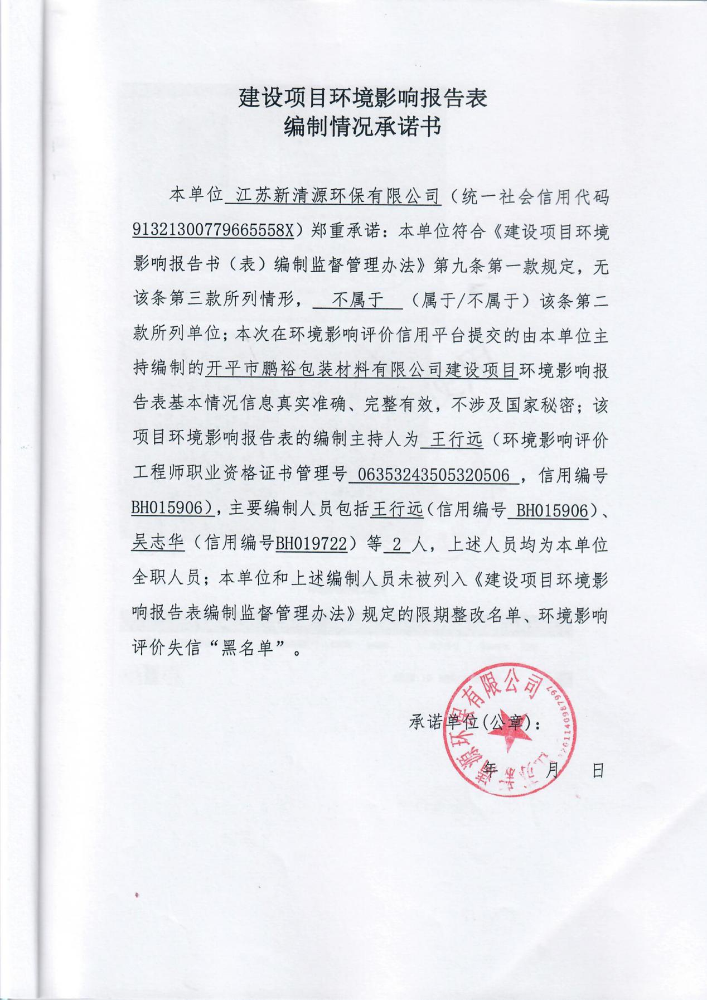 建设项目环境影响报告表
编制情况承诺书
本单位 江苏新清源环保有限公司（统一社会信用代码
91321300779665558X）郑重承诺：本单位符合《建设项目环境
影响报告书（表）编制监督管理办法》第九条第一款规定，无
该条第三款所列情形， 不属于 （属于/不属于）该条第二
款所列单位；本次在环境影响评价信用平台提交的由本单位主
持编制的开平市鹏裕包装材料有限公司建设项目环境影响报
告表基本情况信息真实准确、完整有效，不涉及国家秘密；该
项目环境影响报告表的编制主持人为 王行远（环境影响评价
工程师职业资格证书管理号 06353243505320506 ，信用编号
BH015906），主要编制人员包括王行远（信用编号 BH015906）、
吴志华（信用编号BH019722）等 2 人，上述人员均为本单位
全职人员；本单位和上述编制人员未被列入《建设项目环境影
响报告表编制监督管理办法》规定的限期整改名单、环境影响
评价失信“黑名单”。
承诺单位(公章)：
年 月 日
江苏新清源环保有限公司